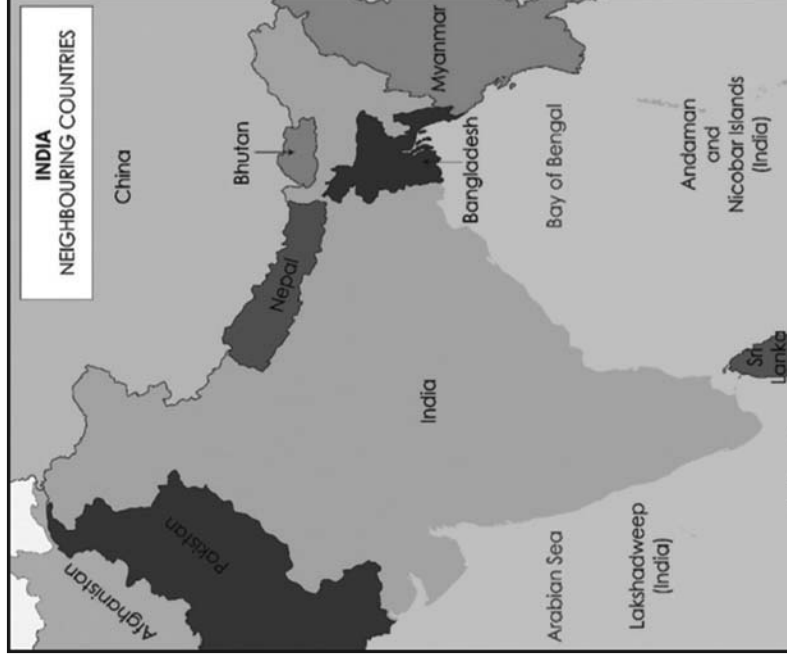 INDIA
NEIGHBOURING COUNTRIES
China
Bhutan
Nepal
Myanmar
Bangladesh
Pakistan
Afghanistan
India
Bay of Bengal
Arabian Sea
Lakshadweep
(India)
Andaman
and
Nicobar Islands
(India)
Sri
Lanka